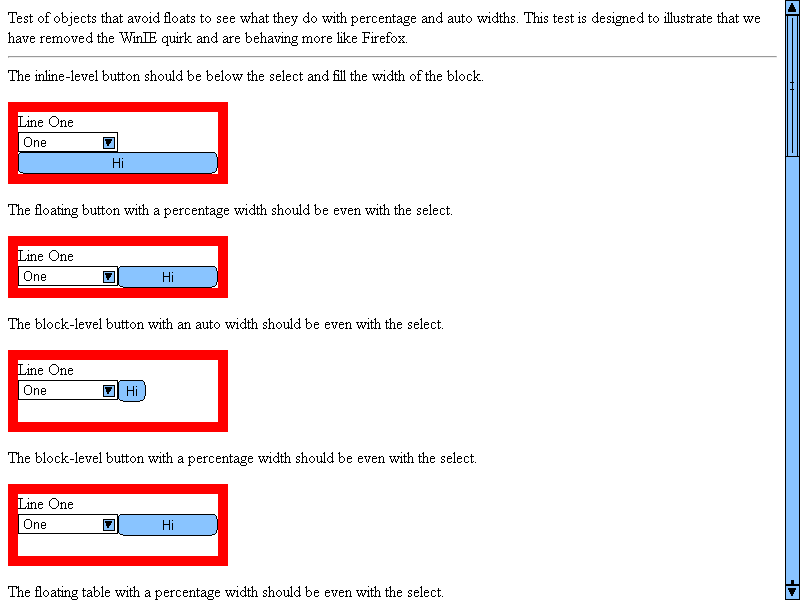 Test of objects that avoid floats to see what they do with percentage and auto widths. This test is designed to illustrate that we
have removed the WinIE quirk and are behaving more like Firefox.
The inline-level button should be below the select and fill the width of the block.
Line One
One
Hi
The floating button with a percentage width should be even with the select.
Line One
One Hi
The block-level button with an auto width should be even with the select.
Line One
One Hi
The block-level button with a percentage width should be even with the select.
Line One
One Hi
The floating table with a percentage width should be even with the select.